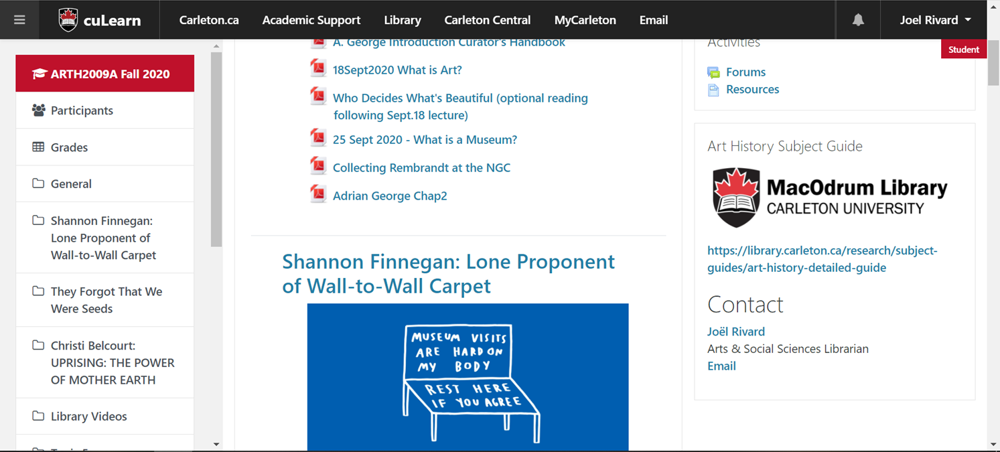 cuLearn
Carleton.ca
Academic Support
Library
Carleton Central
MyCarleton
Email
Joel Rivard
Student
ARTH2009A Fall 2020
Participants
Grades
General
Shannon Finnegan:
Lone Proponent of
Wall-to-Wall Carpet
They Forgot That We
Were Seeds
Christi Belcourt:
UPRISING: THE POWER
OF MOTHER EARTH
Library Videos
A. George Introduction Curator's Handbook
18Sept2020 What is Art?
Who Decides What's Beautiful (optional reading
following Sept.18 lecture)
25 Sept 2020 - What is a Museum?
Collecting Rembrandt at the NGC
Adrian George Chap2
Shannon Finnegan: Lone Proponent
of Wall-to-Wall Carpet
MUSEUM VISITS
ARE HARD ON
MY BODY
REST HERE
IF YOU AGREE
Activities
Forums
Resources
Art History Subject Guide
MacOdrum Library
CARLETON UNIVERSITY
https://library.carleton.ca/research/subject-
guides/art-history-detailed-guide
Contact
Joël Rivard
Arts & Social Sciences Librarian
Email